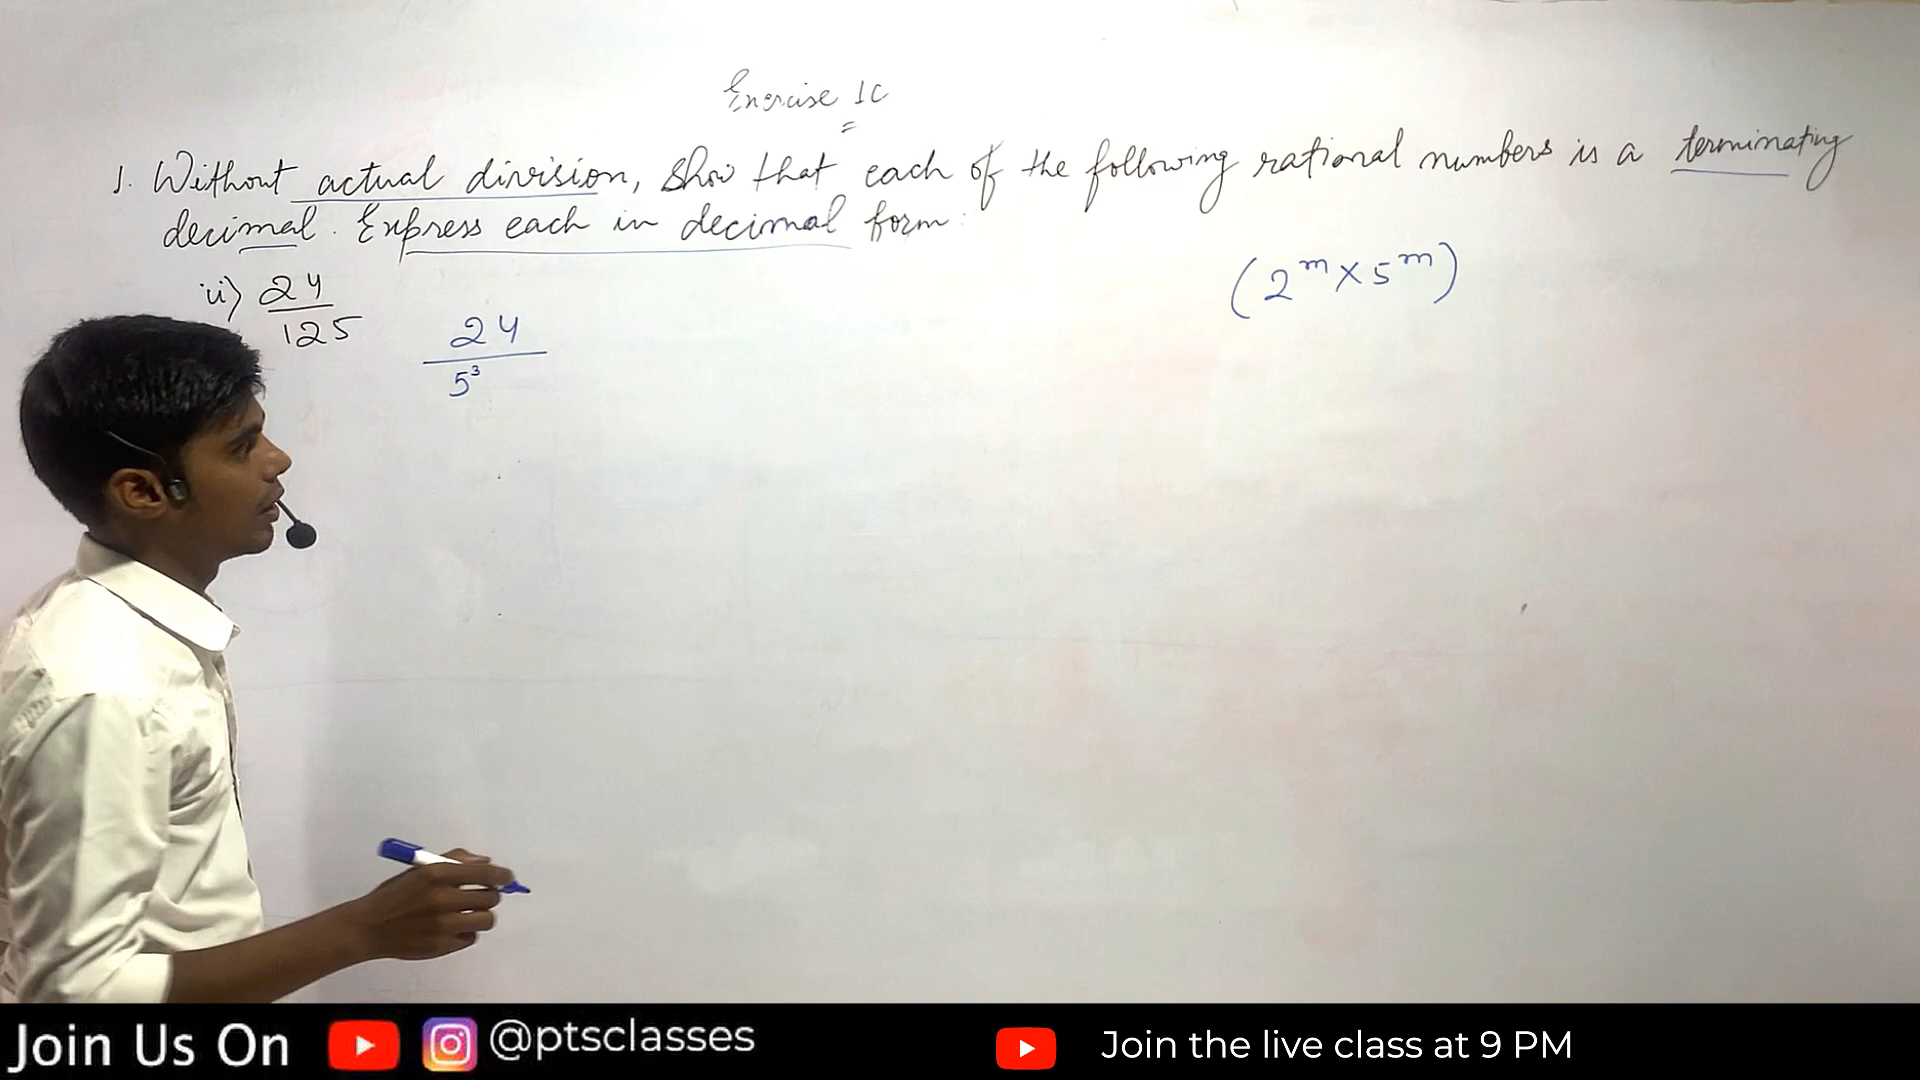 Exercise 1C
1. Without actual division, show that each of the following rational numbers is a terminating
decimal. Express each in decimal form:
ii) 24/125
24/5³
(2ᵐ × 5ᵐ)
Join Us On @ptsclasses
Join the live class at 9 PM